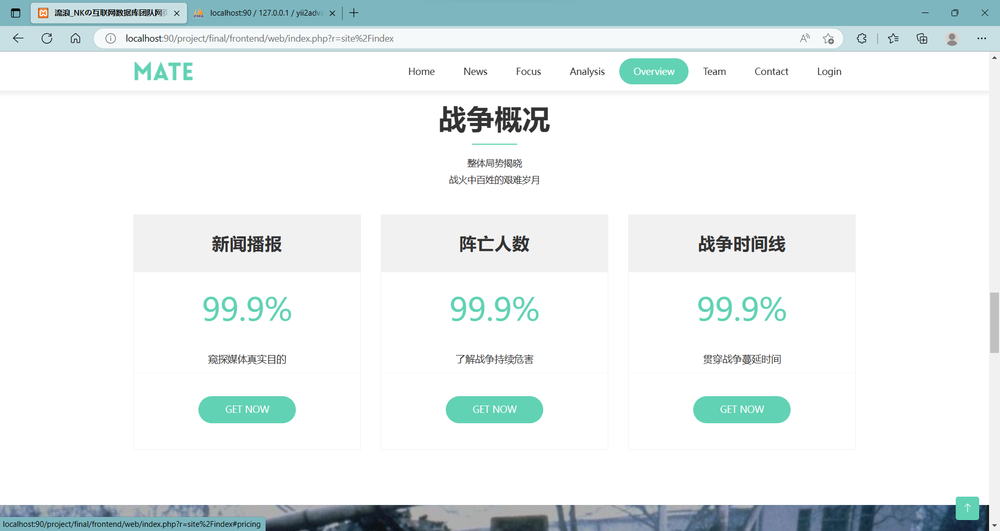 流浪_NKの互联网数据库团队网页
localhost:90 / 127.0.0.1 / yii2adva
localhost:90/project/final/frontend/web/index.php?r=site%2Findex
MATE
Home
News
Focus
Analysis
Overview
Team
Contact
Login
战争概况
整体局势揭晓
战火中百姓的艰难岁月
新闻播报
99.9%
窥探媒体真实目的
GET NOW
阵亡人数
99.9%
了解战争持续危害
GET NOW
战争时间线
99.9%
贯穿战争蔓延时间
GET NOW
localhost:90/project/final/frontend/web/index.php?r=site%2Findex#pricing